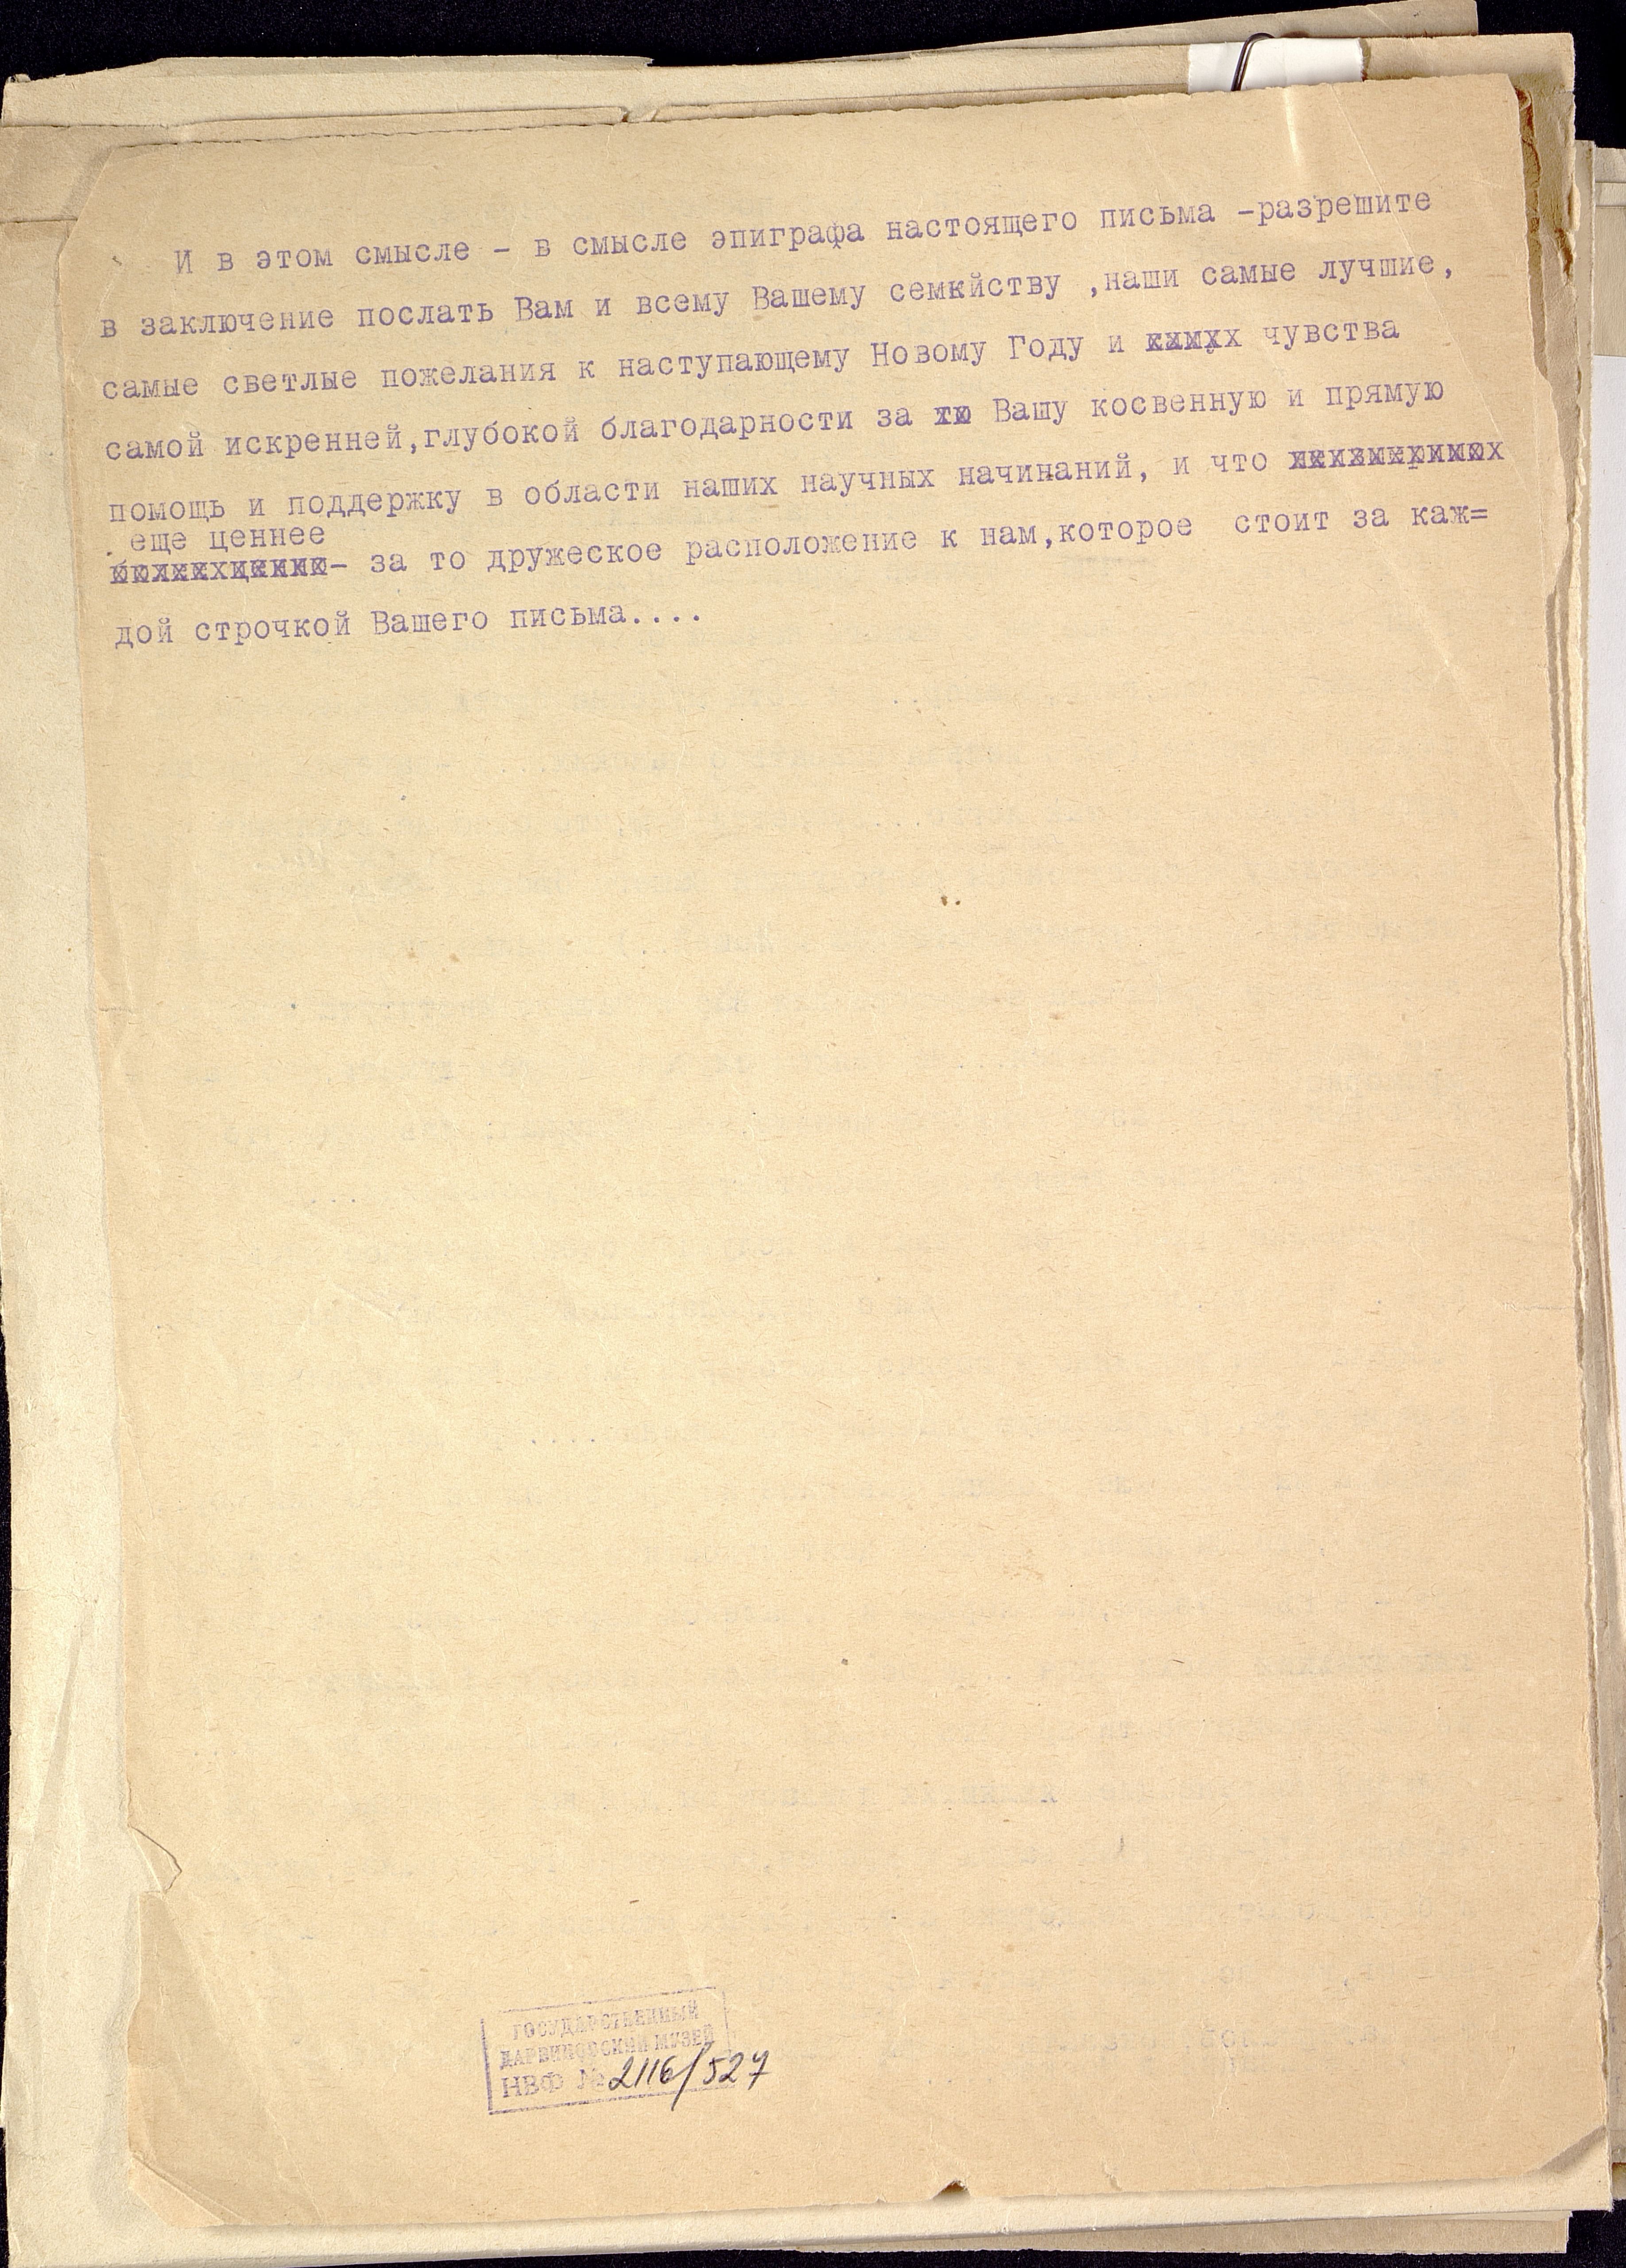 И в этом смысле - в смысле эпиграфа настоящего письма -разрешите
в заключение послать Вам и всему Вашему семкйству ,наши самые лучшие,
самые светлые пожелания к наступающему Новому Году и чувства
самой искренней,глубокой благодарности за Вашу косвенную и прямую
помощь и поддержку в области наших научных начинаний, и что
еще ценнее
- за то дружеское расположение к нам,которое стоит за каж=
дой строчкой Вашего письма....
ГОСУДАРСТВЕННЫЙ
ДАРВИНОВСКИЙ МУЗЕЙ
НВФ № 2116/527